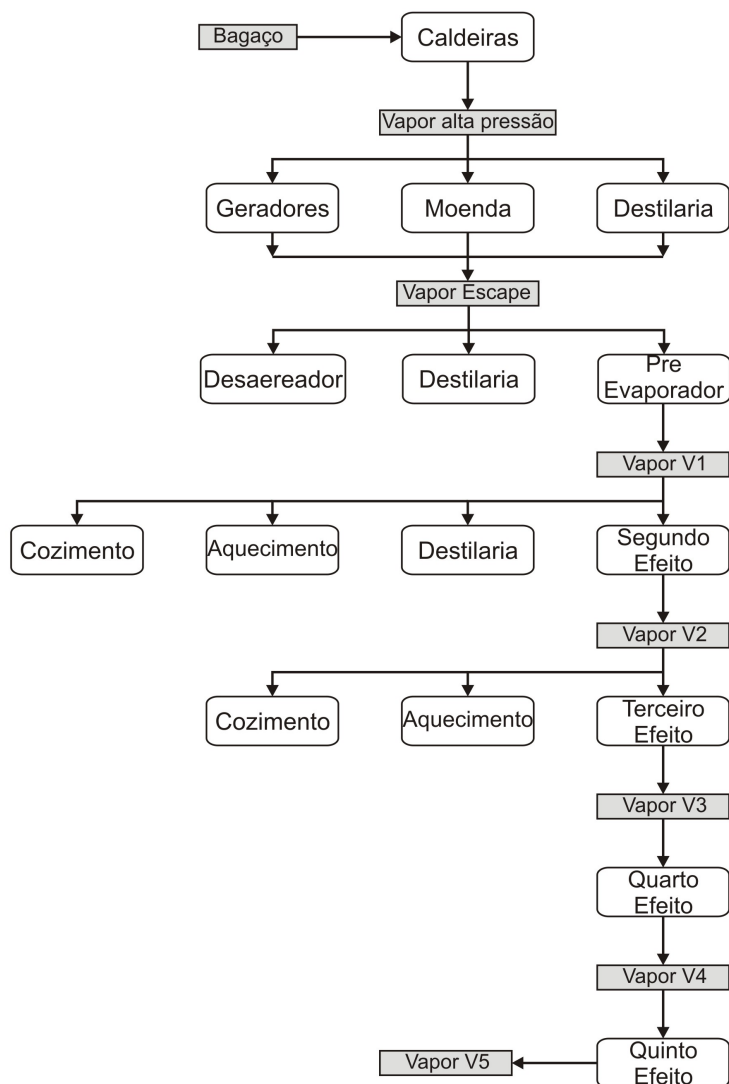 Bagaço
Caldeiras
Vapor alta pressão
Geradores
Moenda
Destilaria
Vapor Escape
Desaereador
Destilaria
Pre
Evaporador
Vapor V1
Cozimento
Aquecimento
Destilaria
Segundo
Efeito
Vapor V2
Cozimento
Aquecimento
Terceiro
Efeito
Vapor V3
Quarto
Efeito
Vapor V4
Vapor V5
Quinto
Efeito